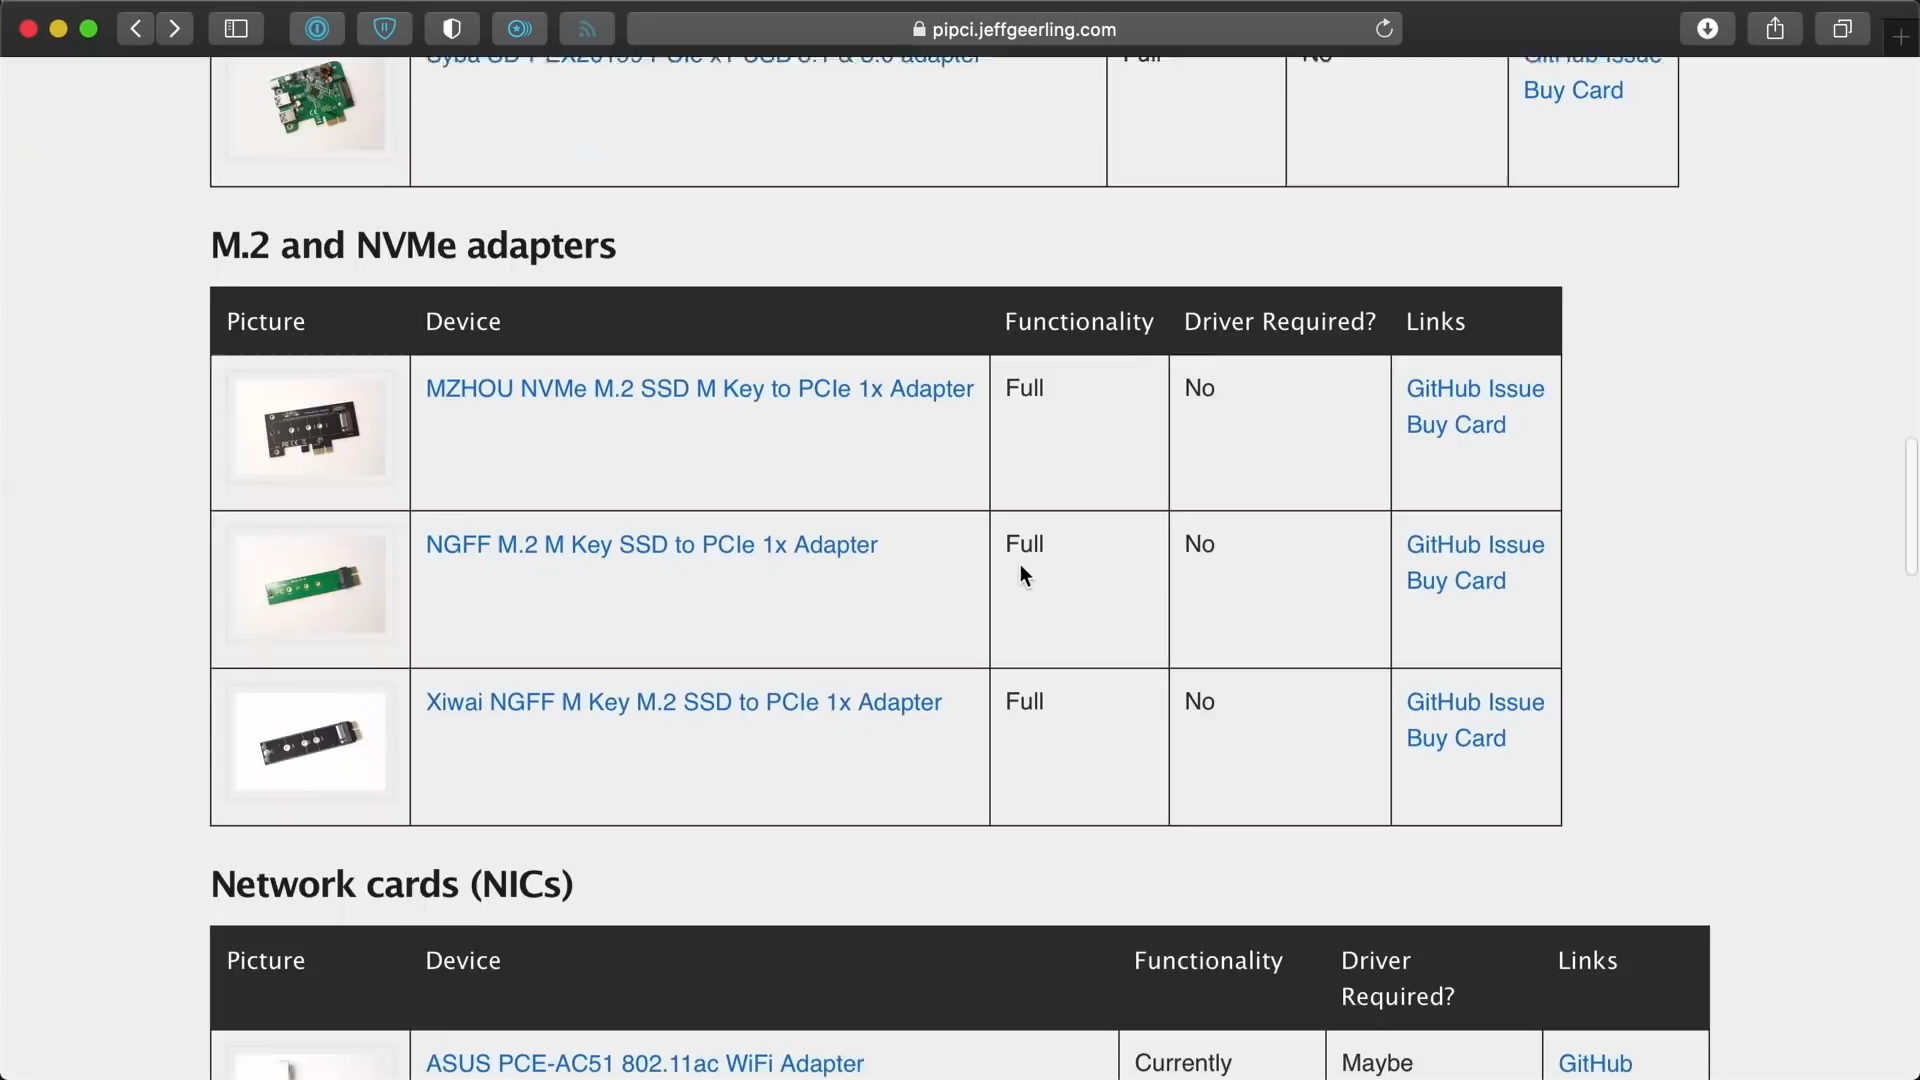 pipci.jeffgeerling.com
Buy Card
M.2 and NVMe adapters
Picture Device Functionality Driver Required? Links
MZHOU NVMe M.2 SSD M Key to PCIe 1x Adapter Full No GitHub Issue
Buy Card
NGFF M.2 M Key SSD to PCIe 1x Adapter Full No GitHub Issue
Buy Card
Xiwai NGFF M Key M.2 SSD to PCIe 1x Adapter Full No GitHub Issue
Buy Card
Network cards (NICs)
Picture Device Functionality Driver Links
Required?
ASUS PCE-AC51 802.11ac WiFi Adapter Currently Maybe GitHub